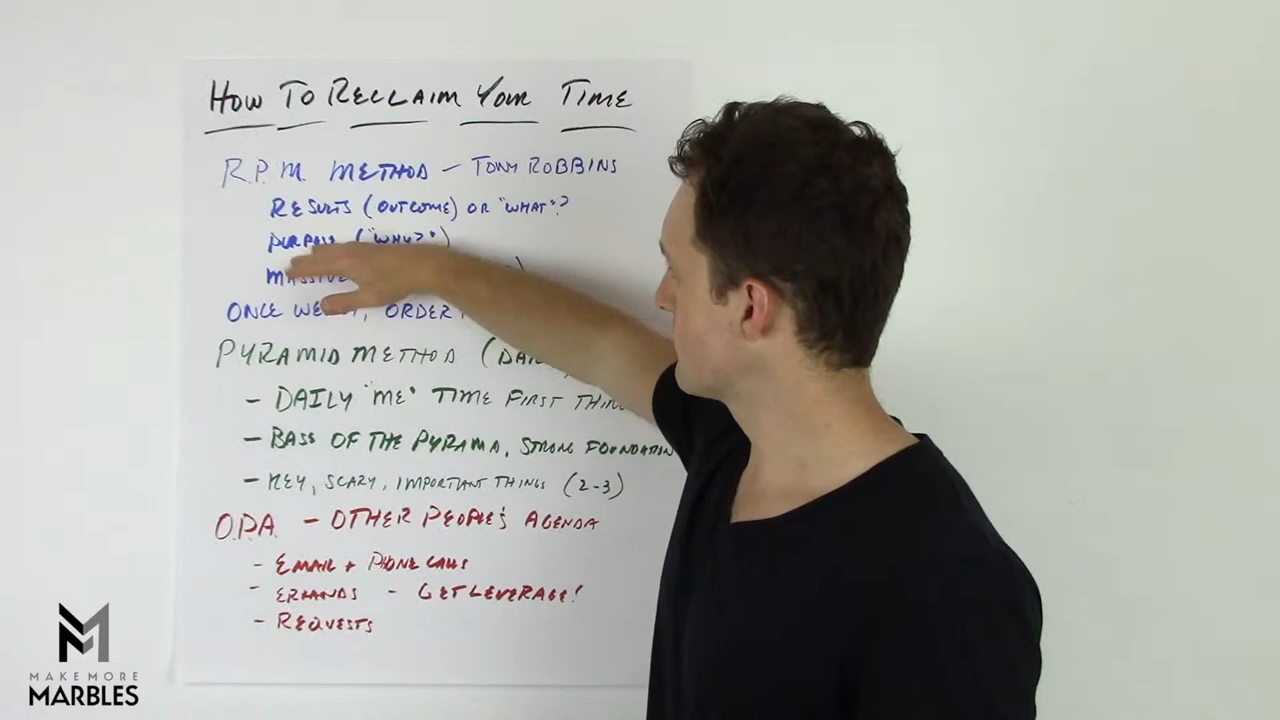 HOW TO RECLAIM YOUR TIME
R.P.M. METHOD - TONY ROBBINS
RESULTS (OUTCOME) OR "WHAT"?
PURPOSE ("WHY?")
MASSIVE
ONCE ORDER
PYRAMID METHOD
- DAILY "ME" TIME FIRST
- BASE OF THE PYRAMID, STRONG FOUNDATION
- KEY, SCARY, IMPORTANT THINGS (2-3)
O.P.A. - OTHER PEOPLE'S AGENDA
- EMAIL + PHONE CALLS
- ERRANDS - GET LEVERAGE!
- REQUESTS
MAKE MORE
MARBLES